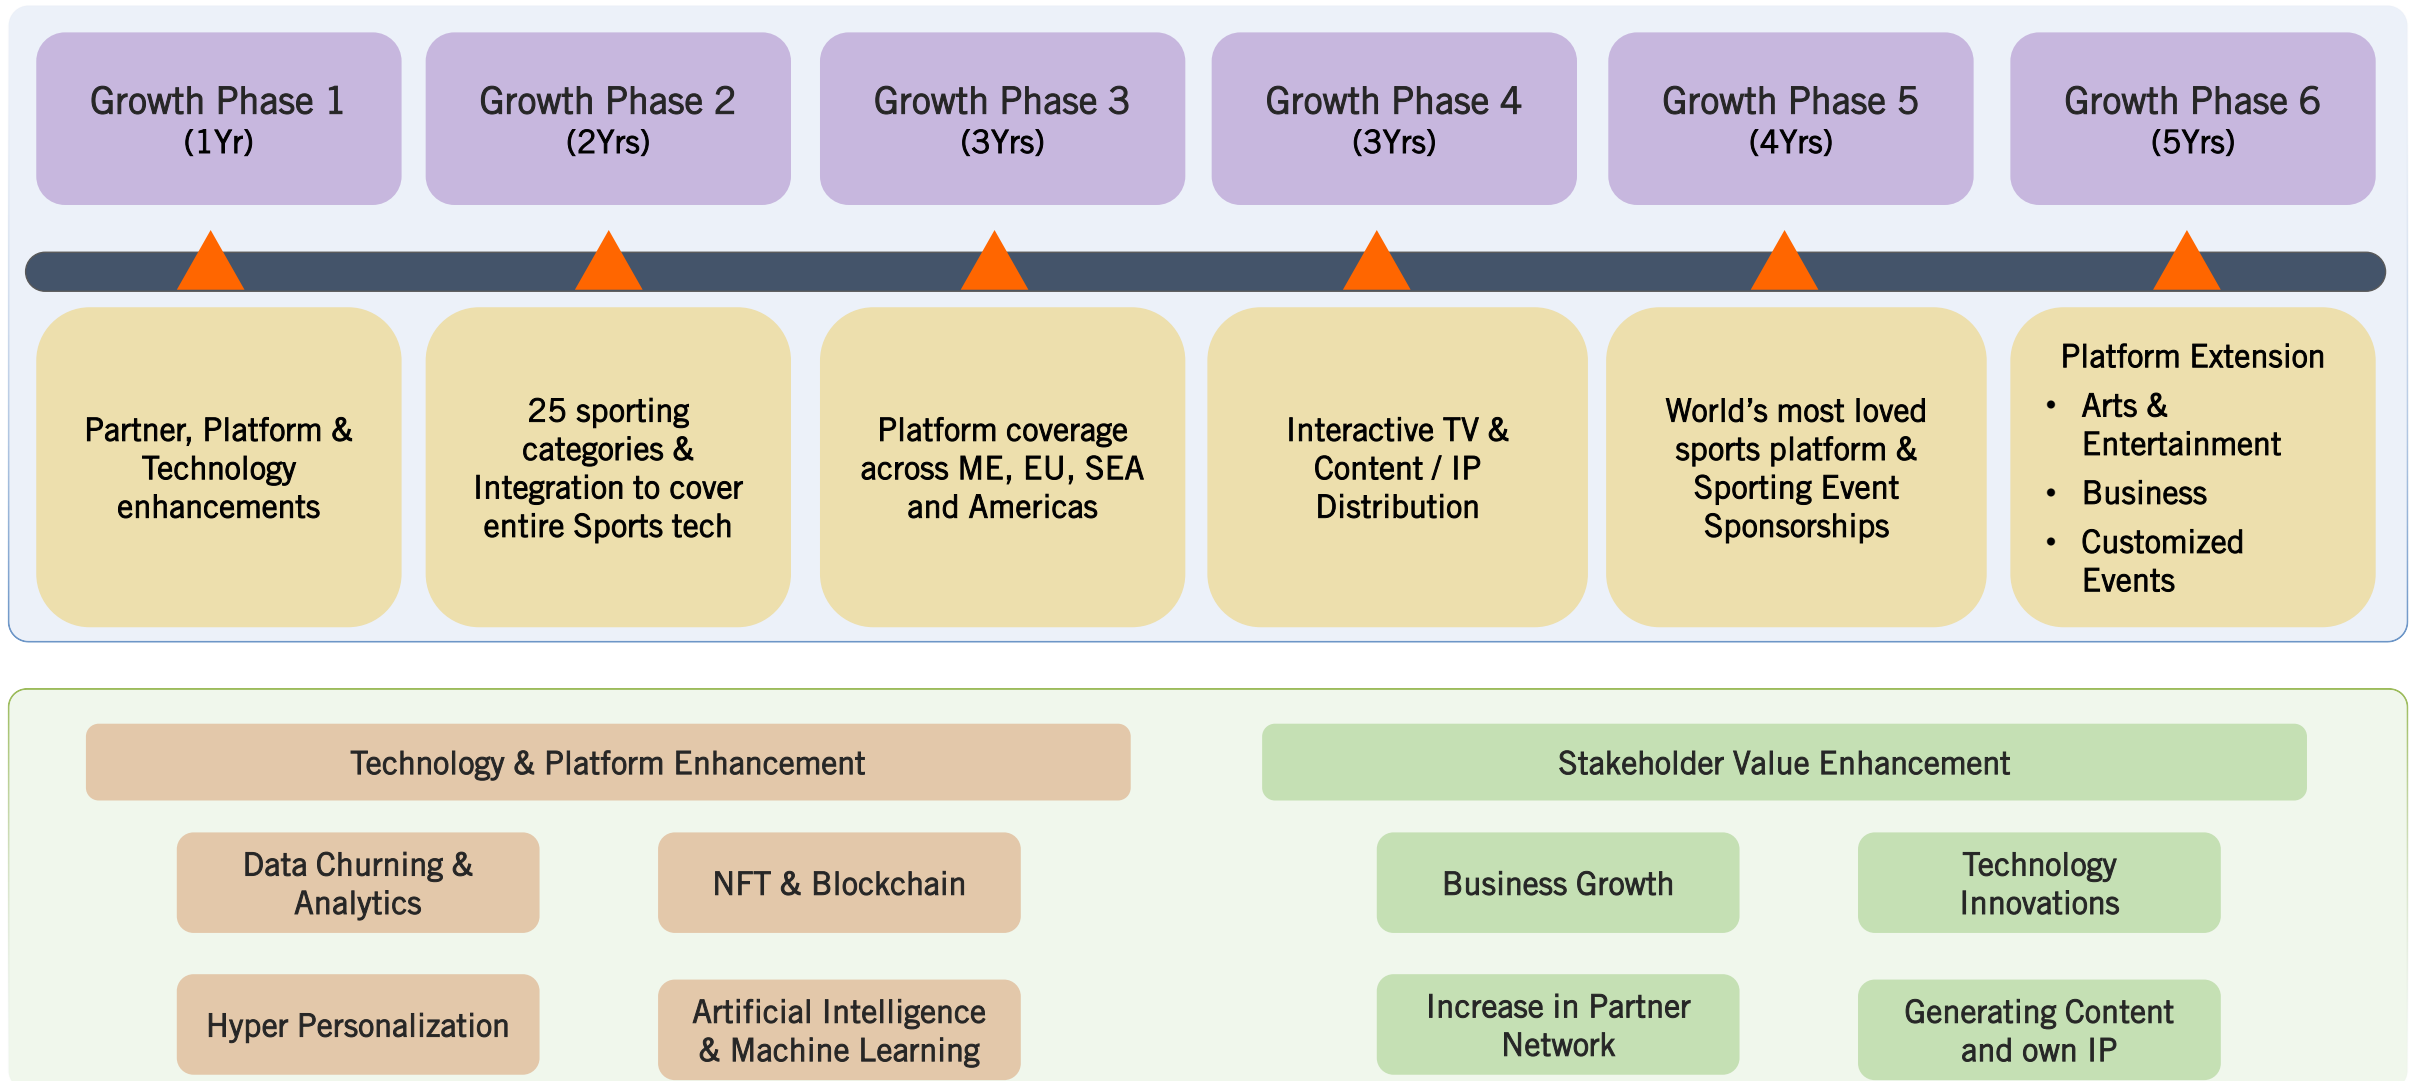 Growth Phase 1
(1Yr)
Growth Phase 2
(2Yrs)
Growth Phase 3
(3Yrs)
Growth Phase 4
(3Yrs)
Growth Phase 5
(4Yrs)
Growth Phase 6
(5Yrs)
Partner, Platform &
Technology
enhancements
25 sporting
categories &
Integration to cover
entire Sports tech
Platform coverage
across ME, EU, SEA
and Americas
Interactive TV &
Content / IP
Distribution
World's most loved
sports platform &
Sporting Event
Sponsorships
Platform Extension
• Arts &
Entertainment
• Business
• Customized
Events
Technology & Platform Enhancement
Data Churning &
Analytics
NFT & Blockchain
Hyper Personalization
Artificial Intelligence
& Machine Learning
Stakeholder Value Enhancement
Business Growth
Technology
Innovations
Increase in Partner
Network
Generating Content
and own IP